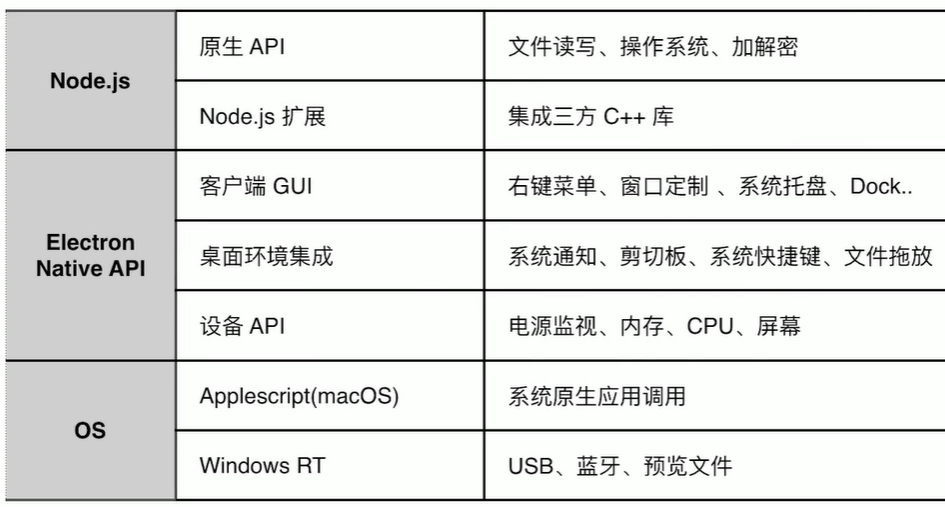 Node.js
原生 API
文件读写、操作系统、加解密
Node.js 扩展
集成三方 C++ 库
Electron
Native API
客户端 GUI
右键菜单、窗口定制 、系统托盘、Dock..
桌面环境集成
系统通知、剪切板、系统快捷键、文件拖放
设备 API
电源监视、内存、CPU、屏幕
OS
Applescript(macOS)
系统原生应用调用
Windows RT
USB、蓝牙、预览文件